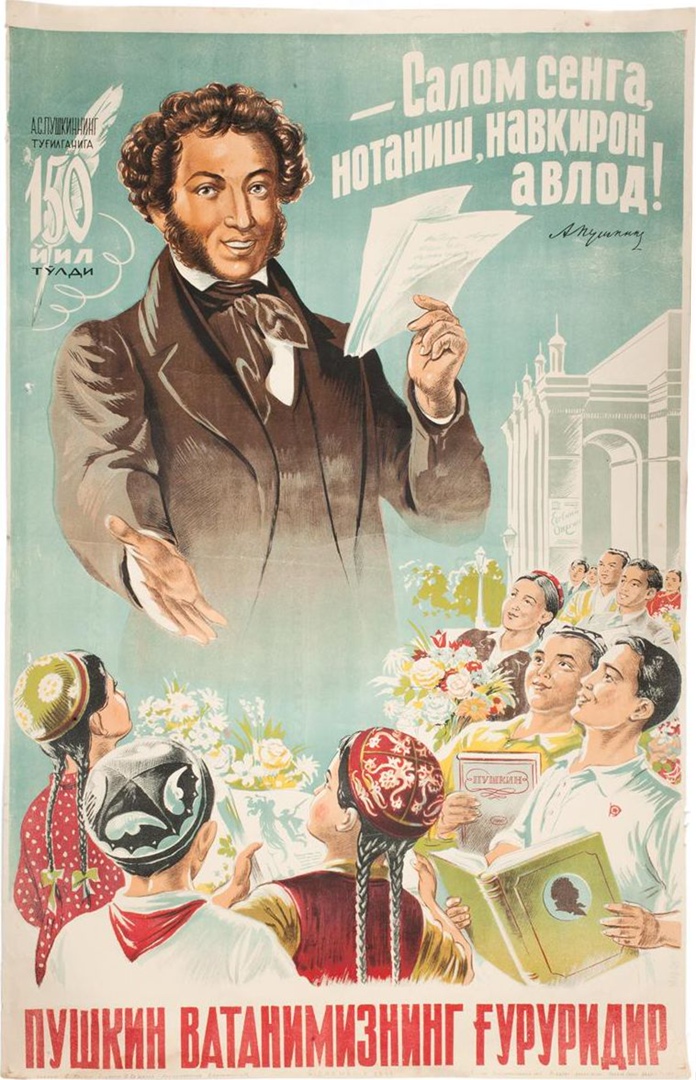 — Салом сенга,
нотаниш, навқирон
авлод!
А Пушкин
А.С.ПУШКИННИНГ
ТУҒИЛГАНИГА
150
ЙИЛ
ТЎЛДИ
ПУШКИН
ПУШКИН ВАТАНИМИЗНИНГ ҒУРУРИДИР